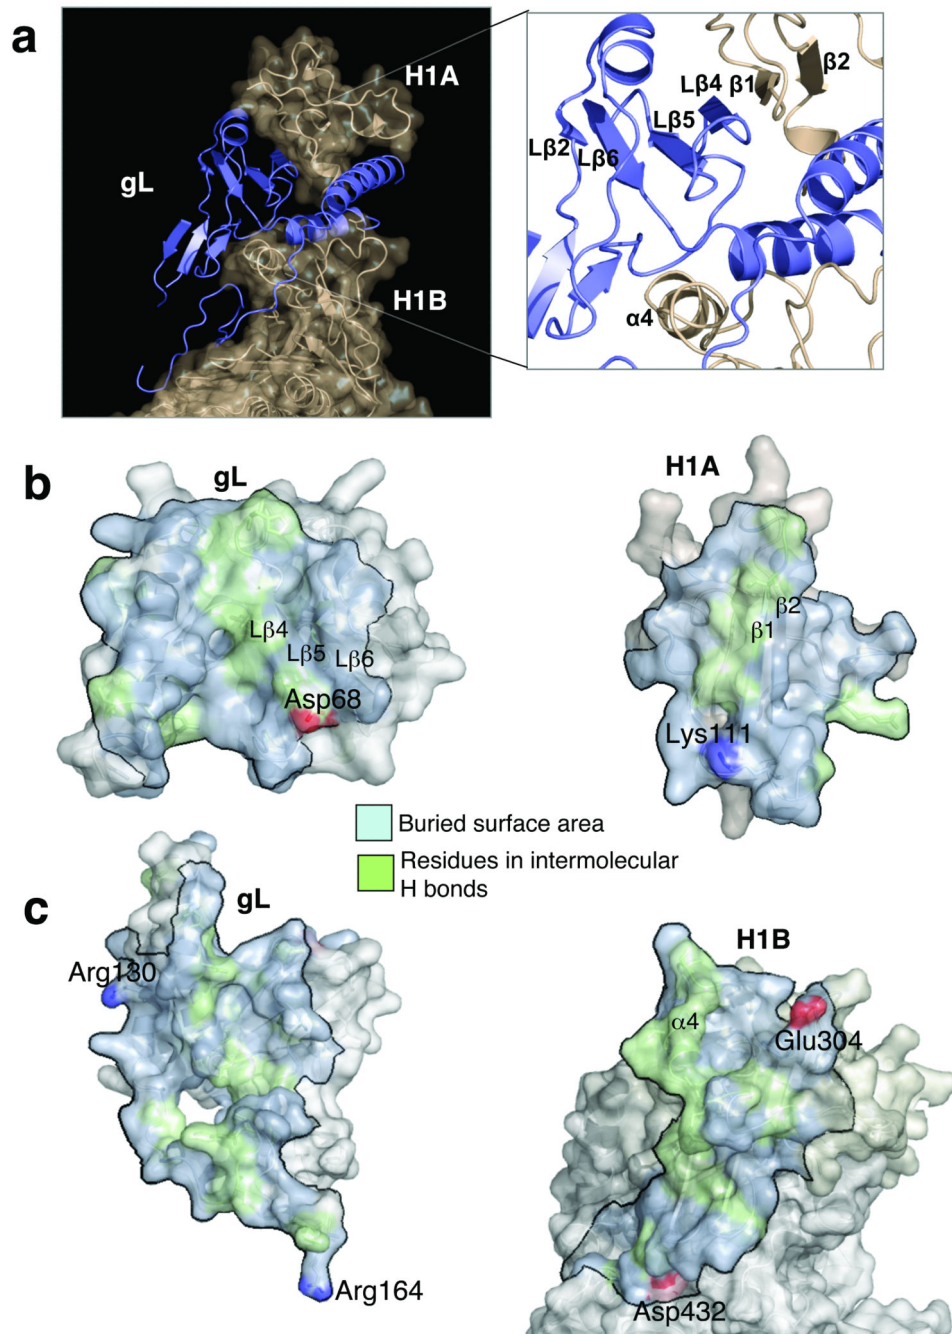 a
H1A
gL
H1B
β2
Lβ4 β1
Lβ5
Lβ2
Lβ6
α4
b
gL
H1A
Lβ4
Lβ5
Lβ6
Asp68
β2
β1
Lys111
Buried surface area
Residues in intermolecular
H bonds
c
gL
H1B
Arg130
α4
Glu304
Arg164
Asp432